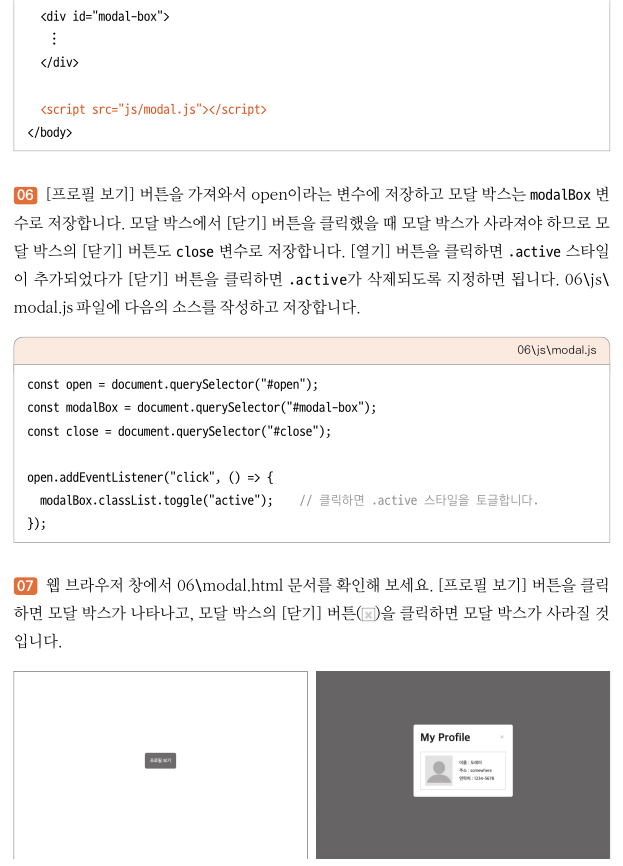 <div id="modal-box">
⋮
</div>
<script src="js/modal.js"></script>
</body>
06 [프로필 보기] 버튼을 가져와서 open이라는 변수에 저장하고 모달 박스는 modalBox 변
수로 저장합니다. 모달 박스에서 [닫기] 버튼을 클릭했을 때 모달 박스가 사라져야 하므로 모
달 박스의 [닫기] 버튼도 close 변수로 저장합니다. [열기] 버튼을 클릭하면 .active 스타일
이 추가되었다가 [닫기] 버튼을 클릭하면 .active가 삭제되도록 지정하면 됩니다. 06\js\
modal.js 파일에 다음의 소스를 작성하고 저장합니다.
06\js\modal.js
const open = document.querySelector("#open");
const modalBox = document.querySelector("#modal-box");
const close = document.querySelector("#close");
open.addEventListener("click", () => {
modalBox.classList.toggle("active"); // 클릭하면 .active 스타일을 토글합니다.
});
07 웹 브라우저 창에서 06\modal.html 문서를 확인해 보세요. [프로필 보기] 버튼을 클릭
하면 모달 박스가 나타나고, 모달 박스의 [닫기] 버튼(×)을 클릭하면 모달 박스가 사라질 것
입니다.
프로필 보기
My Profile ×
이름 : 도레미
주소 : somewhere
연락처 : 1234-5678